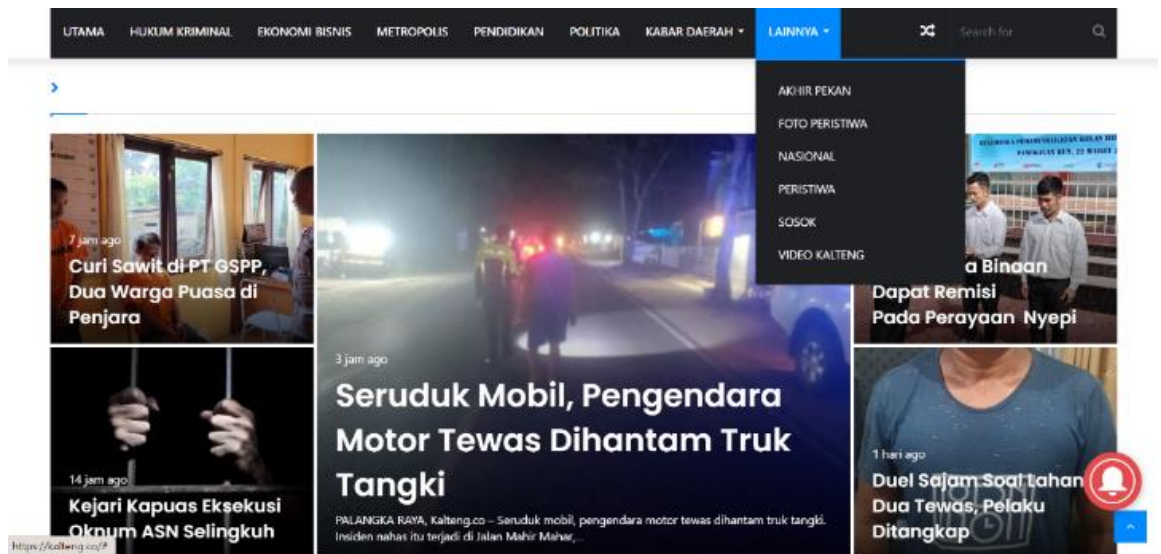 UTAMA HUKUM KRIMINAL EKONOMI BISNIS METROPOLIS PENDIDIKAN POLITIKA KABAR DAERAH LAINNYA Search for
AKHIR PEKAN
FOTO PERISTIWA
NASIONAL
PERISTIWA
SOSOK
VIDEO KALTENG
7 jam ago
Curi Sawit di PT GSPP,
Dua Warga Puasa di
Penjara
14 jam ago
Kejari Kapuas Eksekusi
Oknum ASN Selingkuh
3 jam ago
Seruduk Mobil, Pengendara
Motor Tewas Dihantam Truk
Tangki
PALANGKA RAYA, Kalteng.co – Seruduk mobil, pengendara motor tewas dihantam truk tangki.
Insiden nahas itu terjadi di Jalan Mahir Mahar,...
22 MARET
Binaan
Dapat Remisi
Pada Perayaan Nyepi
1 hari ago
Duel Sajam Soal Lahan
Dua Tewas, Pelaku
Ditangkap
https://kalteng.co/#